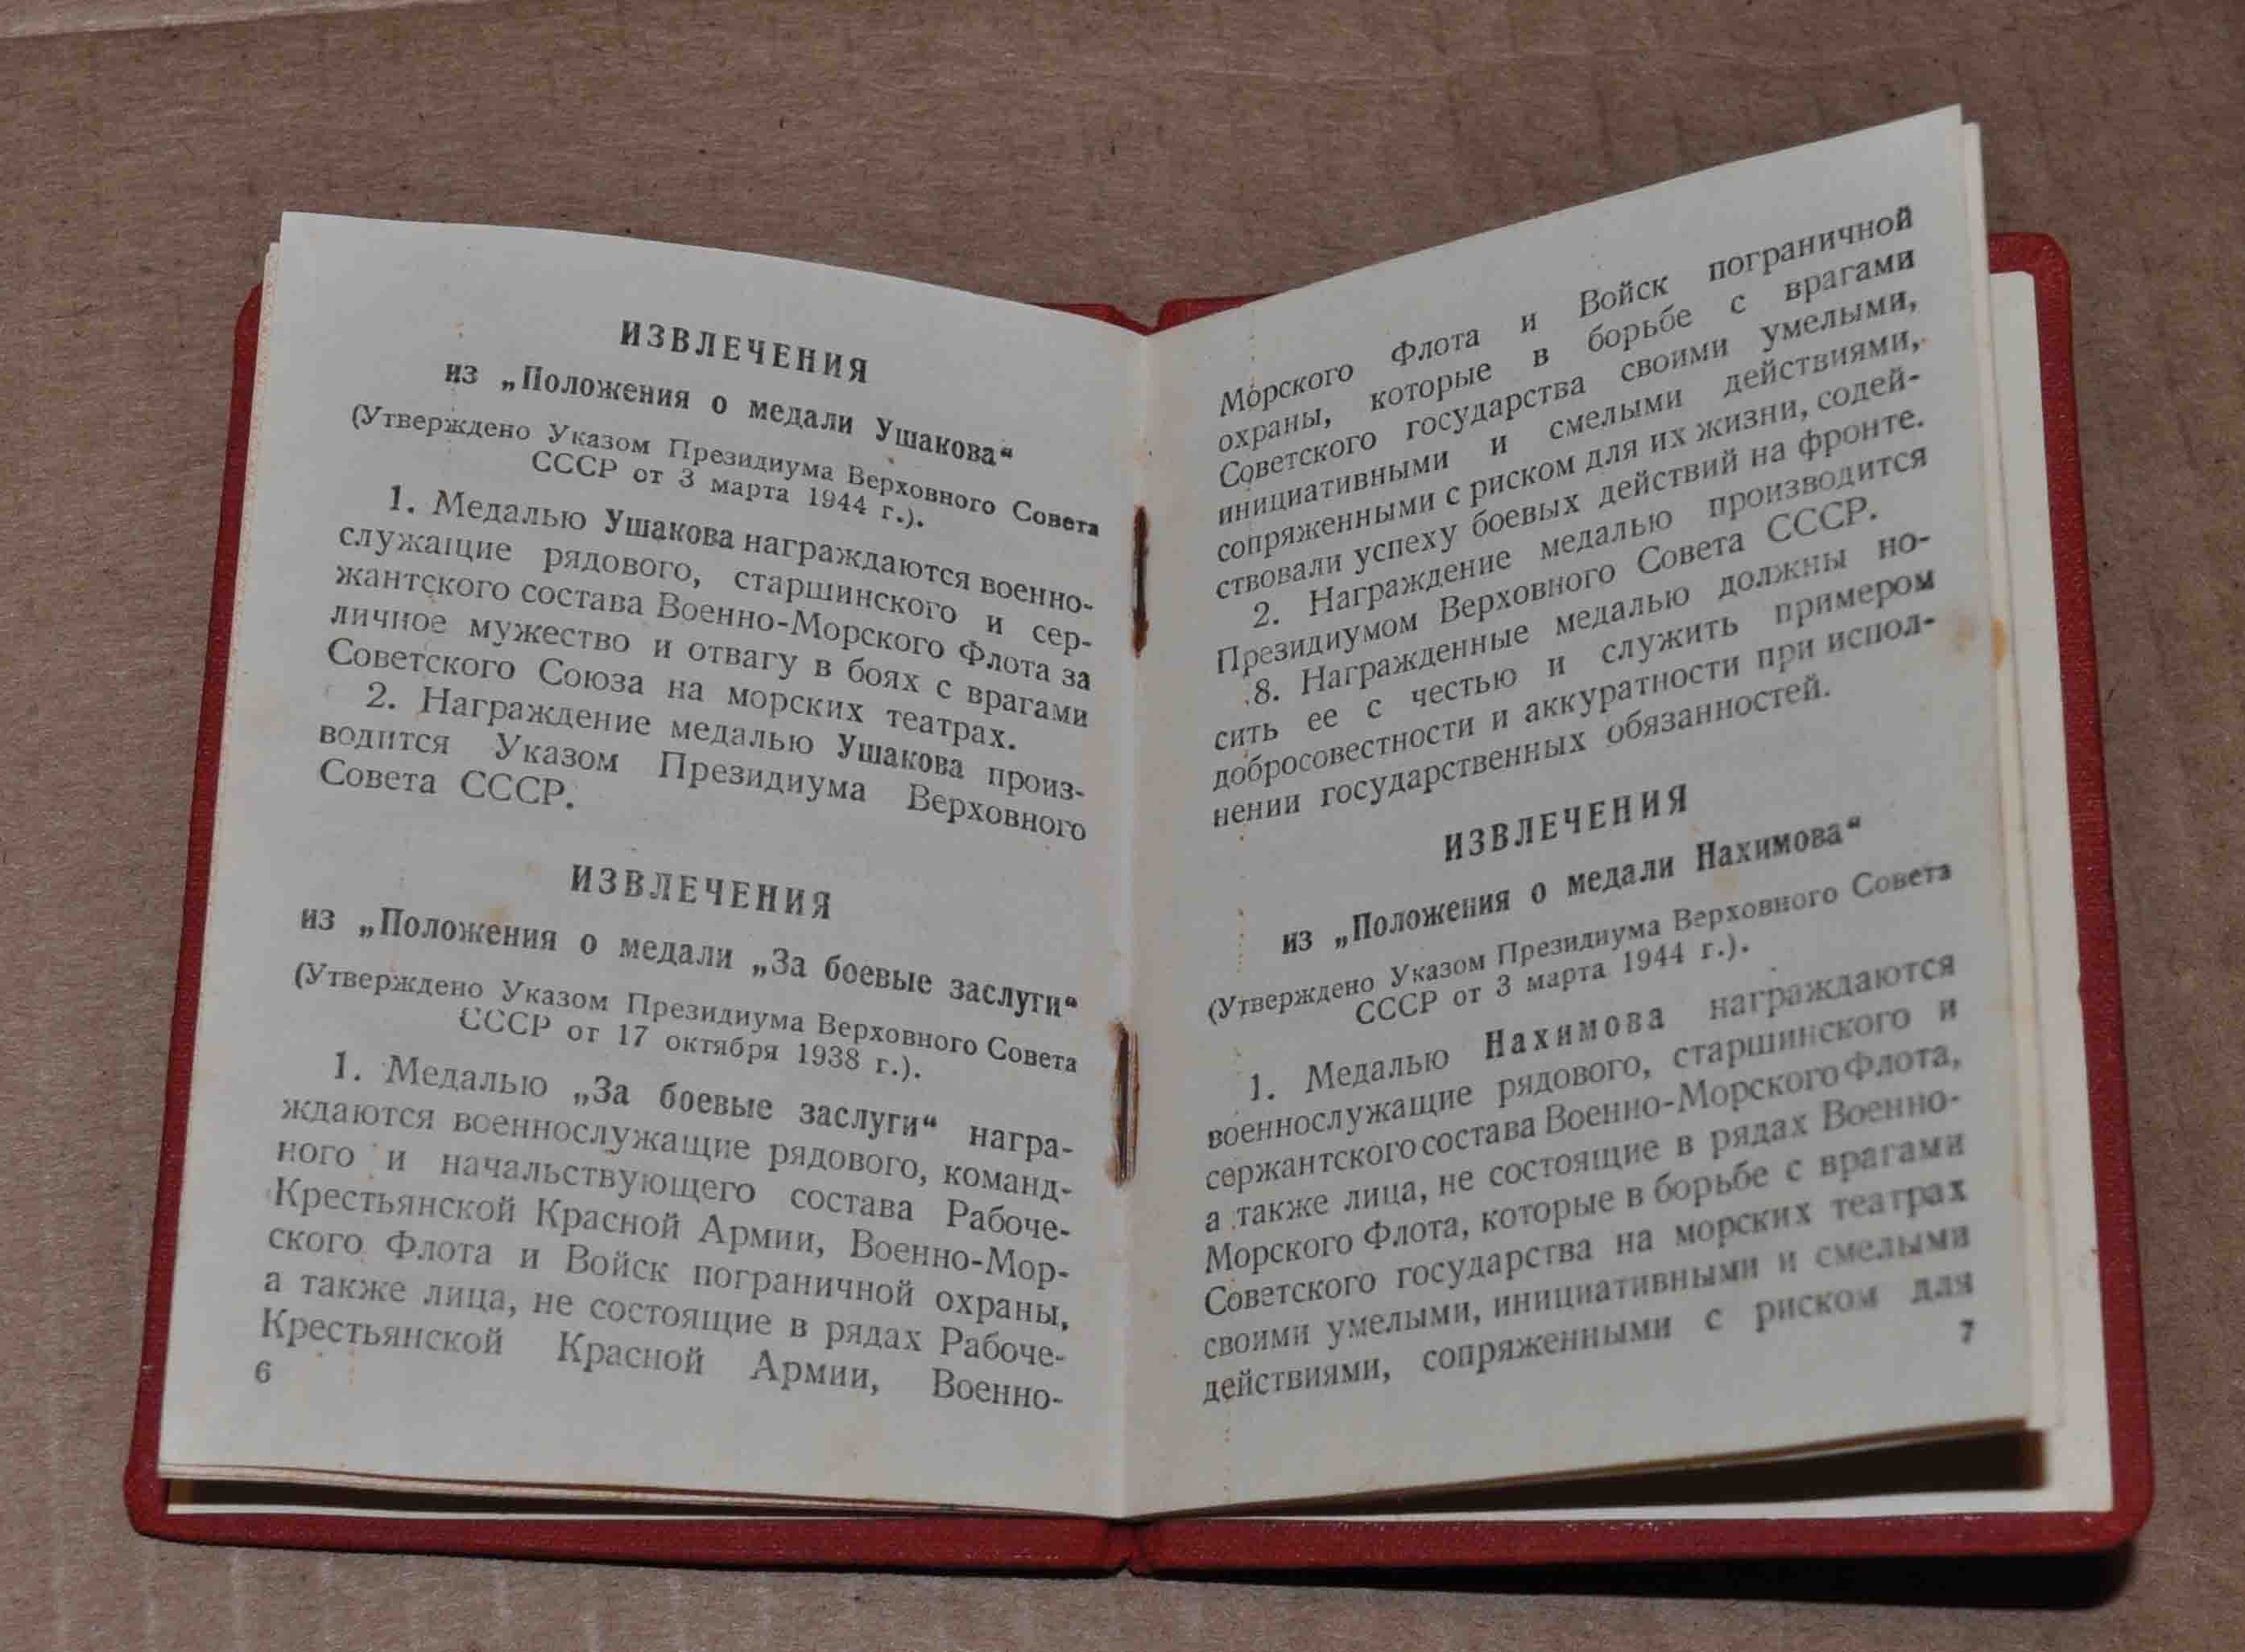 ИЗВЛЕЧЕНИЯ
из „Положения о медали Ушакова“
(Утверждено Указом Президиума Верховного Совета
СССР от 3 марта 1944 г.).
1. Медалью Ушакова награждаются военно-
служащие рядового, старшинского и сер-
жантского состава Военно-Морского Флота за
личное мужество и отвагу в боях с врагами
Советского Союза на морских театрах.
2. Награждение медалью Ушакова произ-
водится Указом Президиума Верховного
Совета СССР.
ИЗВЛЕЧЕНИЯ
из „Положения о медали „За боевые заслуги“
(Утверждено Указом Президиума Верховного Совета
СССР от 17 октября 1938 г.).
1. Медалью „За боевые заслуги“ награ-
ждаются военнослужащие рядового, команд-
ного и начальствующего состава Рабоче-
Крестьянской Красной Армии, Военно-Мор-
ского Флота и Войск пограничной охраны,
а также лица, не состоящие в рядах Рабоче-
Крестьянской Красной Армии, Военно-
6
Морского Флота и Войск пограничной
охраны, которые в борьбе с врагами
Советского государства своими умелыми,
инициативными и смелыми действиями,
сопряженными с риском для их жизни, содей-
ствовали успеху боевых действий на фронте.
2. Награждение медалью производится
Президиумом Верховного Совета СССР.
8. Награжденные медалью должны но-
сить ее с честью и служить примером
добросовестности и аккуратности при испол-
нении государственных обязанностей.
ИЗВЛЕЧЕНИЯ
из „Положения о медали Нахимова“
(Утверждено Указом Президиума Верховного Совета
СССР от 3 марта 1944 г.).
1. Медалью Нахимова награждаются
военнослужащие рядового, старшинского и
сержантского состава Военно-Морского Флота,
а также лица, не состоящие в рядах Военно-
Морского Флота, которые в борьбе с врагами
Советского государства на морских театрах
своими умелыми, инициативными и смелыми
действиями, сопряженными с риском для
7